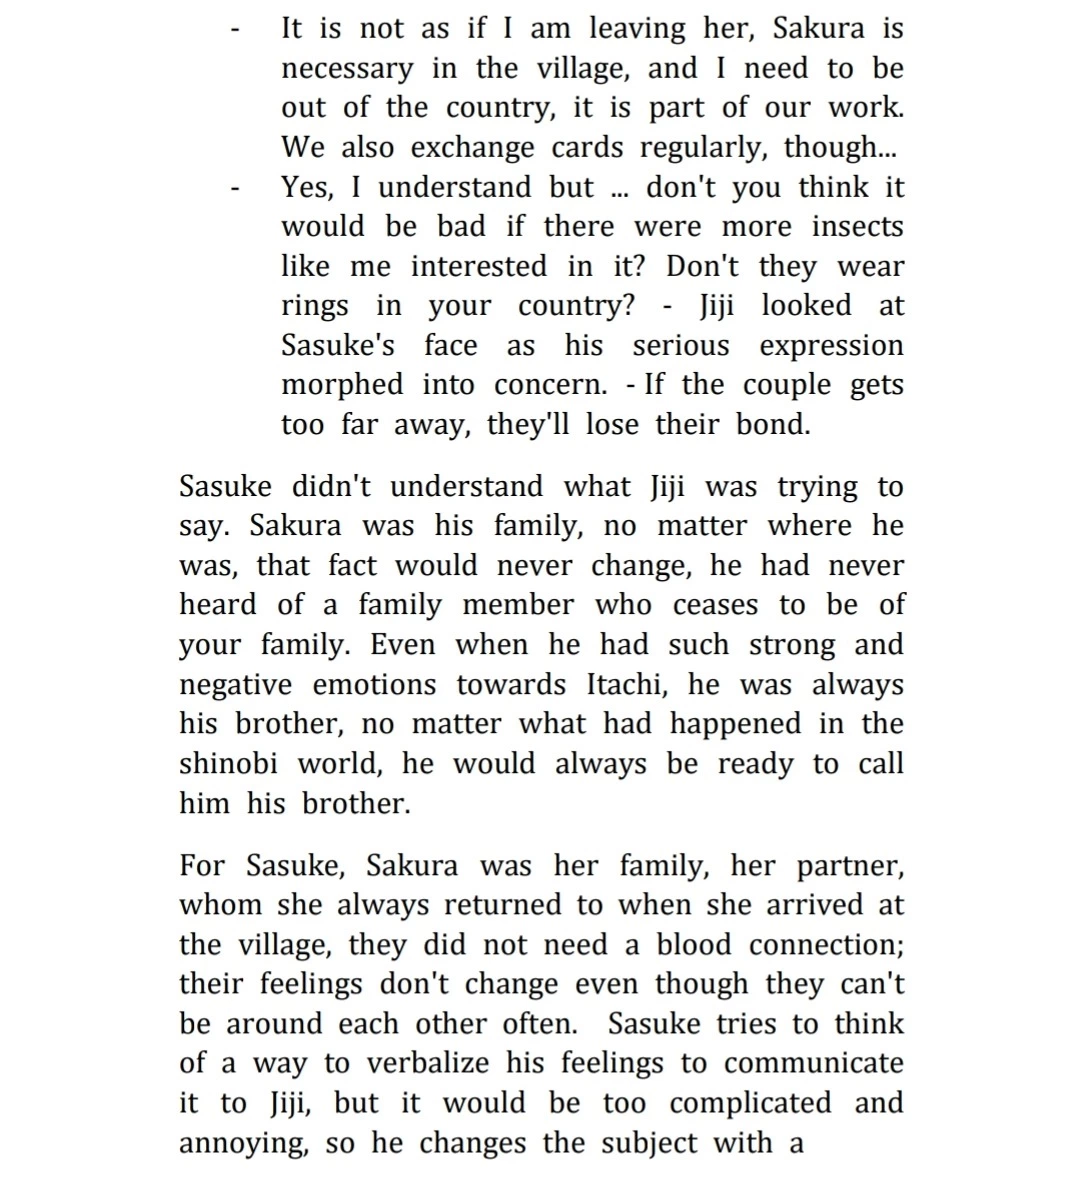 - It is not as if I am leaving her, Sakura is
necessary in the village, and I need to be
out of the country, it is part of our work.
We also exchange cards regularly, though...
- Yes, I understand but ... don't you think it
would be bad if there were more insects
like me interested in it? Don't they wear
rings in your country? - Jiji looked at
Sasuke's face as his serious expression
morphed into concern. - If the couple gets
too far away, they'll lose their bond.
Sasuke didn't understand what Jiji was trying to
say. Sakura was his family, no matter where he
was, that fact would never change, he had never
heard of a family member who ceases to be of
your family. Even when he had such strong and
negative emotions towards Itachi, he was always
his brother, no matter what had happened in the
shinobi world, he would always be ready to call
him his brother.
For Sasuke, Sakura was her family, her partner,
whom she always returned to when she arrived at
the village, they did not need a blood connection;
their feelings don't change even though they can't
be around each other often. Sasuke tries to think
of a way to verbalize his feelings to communicate
it to Jiji, but it would be too complicated and
annoying, so he changes the subject with a